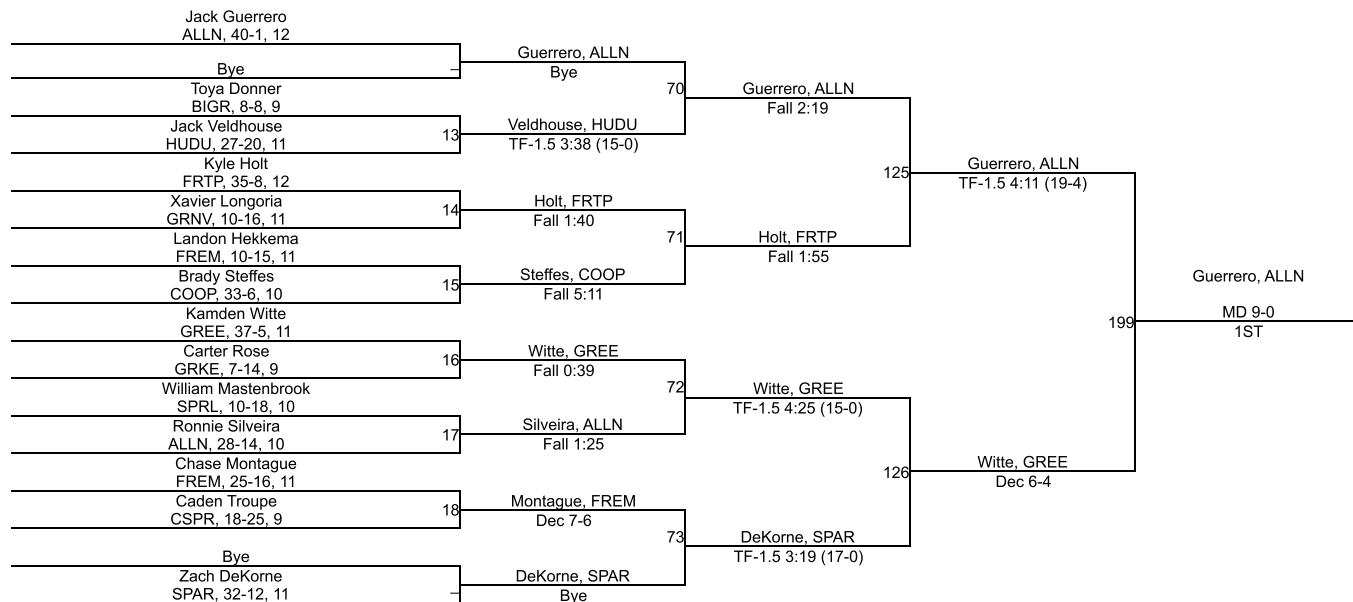 Jack Guerrero
ALLN, 40-1, 12
Bye
Toya Donner
BIGR, 8-8, 9
Jack Veldhouse
HUDU, 27-20, 11
Kyle Holt
FRTP, 35-8, 12
Xavier Longoria
GRNV, 10-16, 11
Landon Hekkema
FREM, 10-15, 11
Brady Steffes
COOP, 33-6, 10
Kamden Witte
GREE, 37-5, 11
Carter Rose
GRKE, 7-14, 9
William Mastenbrook
SPRL, 10-18, 10
Ronnie Silveira
ALLN, 28-14, 10
Chase Montague
FREM, 25-16, 11
Caden Troupe
CSPR, 18-25, 9
Bye
Zach DeKorne
SPAR, 32-12, 11
–
13
14
15
16
17
18
–
Guerrero, ALLN
Bye
Veldhouse, HUDU
TF-1.5 3:38 (15-0)
Holt, FRTP
Fall 1:40
Steffes, COOP
Fall 5:11
Witte, GREE
Fall 0:39
Silveira, ALLN
Fall 1:25
Montague, FREM
Dec 7-6
DeKorne, SPAR
Bye
70
71
72
73
Guerrero, ALLN
Fall 2:19
Holt, FRTP
Fall 1:55
Witte, GREE
TF-1.5 4:25 (15-0)
DeKorne, SPAR
TF-1.5 3:19 (17-0)
125
126
Guerrero, ALLN
TF-1.5 4:11 (19-4)
Witte, GREE
Dec 6-4
199
Guerrero, ALLN
MD 9-0
1ST